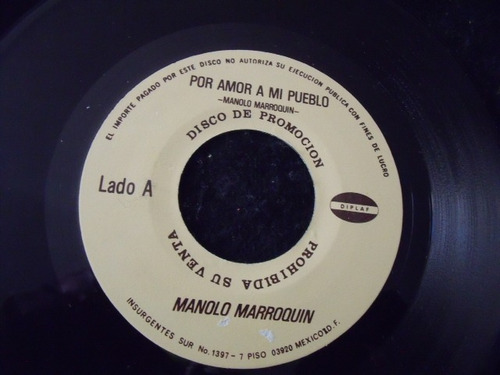 EL IMPORTE PAGADO POR ESTE DISCO NO AUTORIZA SU EJECUCION PUBLICA CON FINES DE LUCRO
POR AMOR A MI PUEBLO
-MANOLO MARROQUIN-
DISCO DE PROMOCION
Lado A
DIPLAF
PROHIBIDA SU VENTA
MANOLO MARROQUIN
INSURGENTES SUR No. 1397 - 7 PISO 03920 MEXICO D.F.